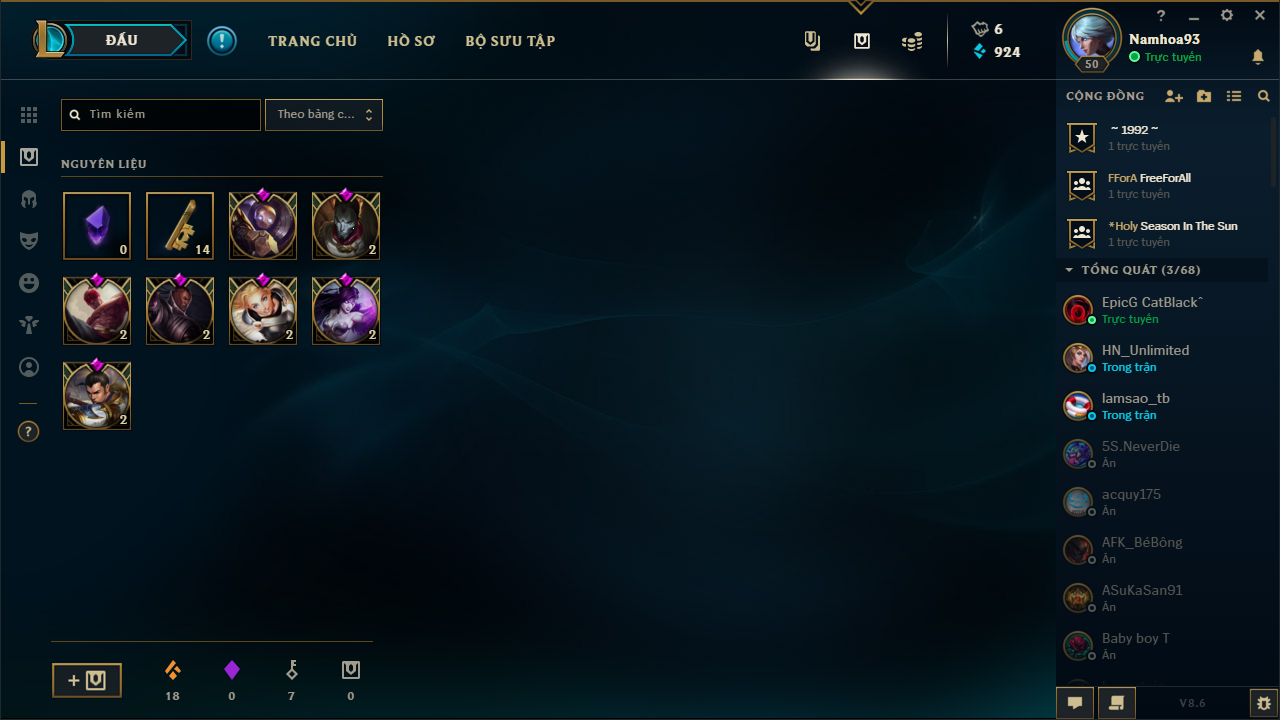 ĐẤU
TRANG CHỦ
HỒ SƠ
BỘ SƯU TẬP
6
924
?
Namhoa93
Trực tuyến
50
Tìm kiếm
Theo bảng c...
NGUYÊN LIỆU
0
14
2
2
2
2
2
2
?
18
0
7
0
CỘNG ĐỒNG
~ 1992 ~
1 trực tuyến
FForA FreeForAll
1 trực tuyến
*Holy Season In The Sun
1 trực tuyến
TỔNG QUÁT (3/68)
EpicG CatBlack^
Trực tuyến
HN_Unlimited
Trong trận
lamsao_tb
Trong trận
5S.NeverDie
Ẩn
acquy175
Ẩn
AFK_BéBông
Ẩn
ASuKaSan91
Ẩn
Baby boy T
Ẩn
V8.6